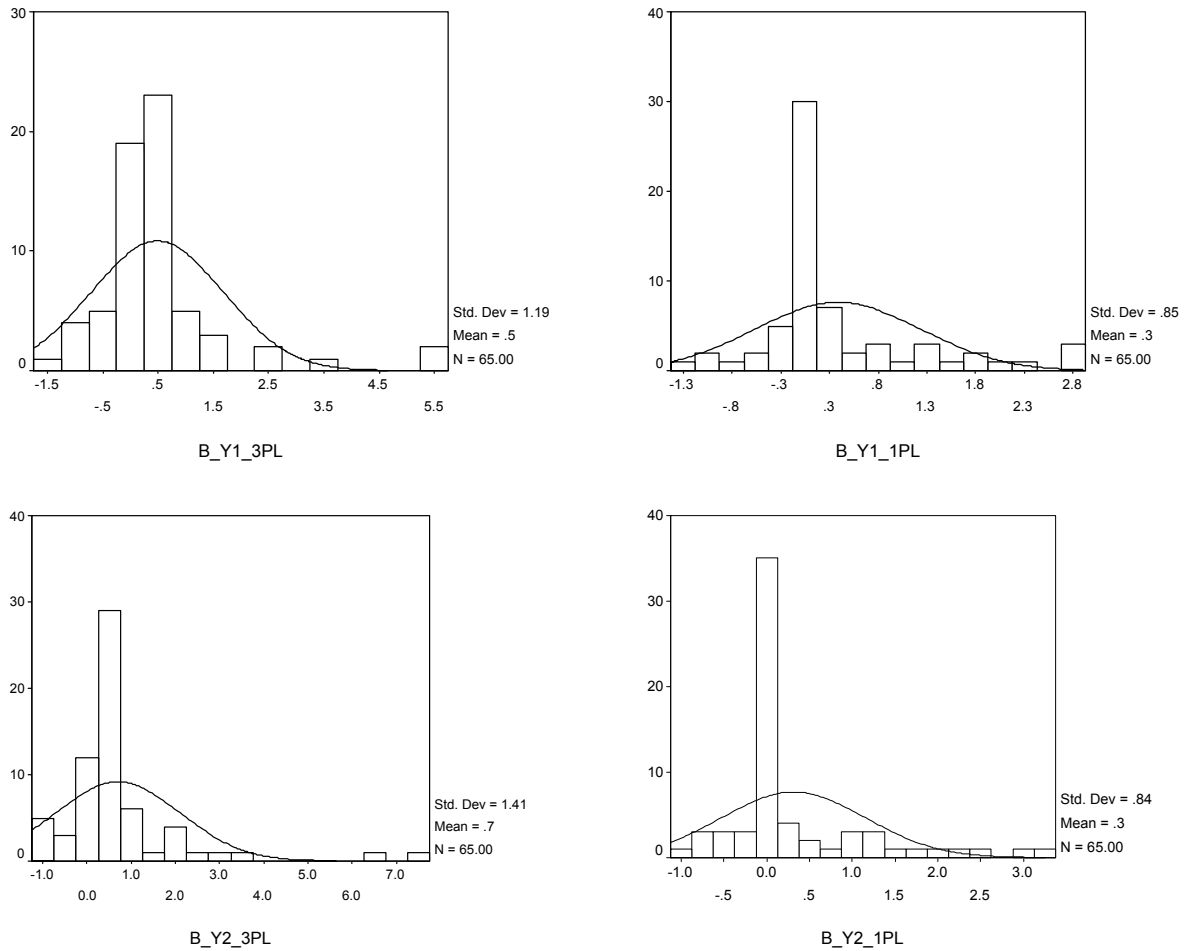 30
20
10
0
-1.5 .5 2.5 4.5
-.5 1.5 3.5 5.5
B_Y1_3PL
Std. Dev = 1.19
Mean = .5
N = 65.00
40
30
20
10
0
-1.3 -.3 .8 1.8 2.8
-.8 .3 1.3 2.3
B_Y1_1PL
Std. Dev = .85
Mean = .3
N = 65.00
40
30
20
10
0
-1.0 1.0 2.0 3.0 5.0 7.0
0.0 2.0 4.0 6.0
B_Y2_3PL
Std. Dev = 1.41
Mean = .7
N = 65.00
40
30
20
10
0
-1.0 0.0 1.0 2.0 3.0
-.5 .5 1.5 2.5
B_Y2_1PL
Std. Dev = .84
Mean = .3
N = 65.00